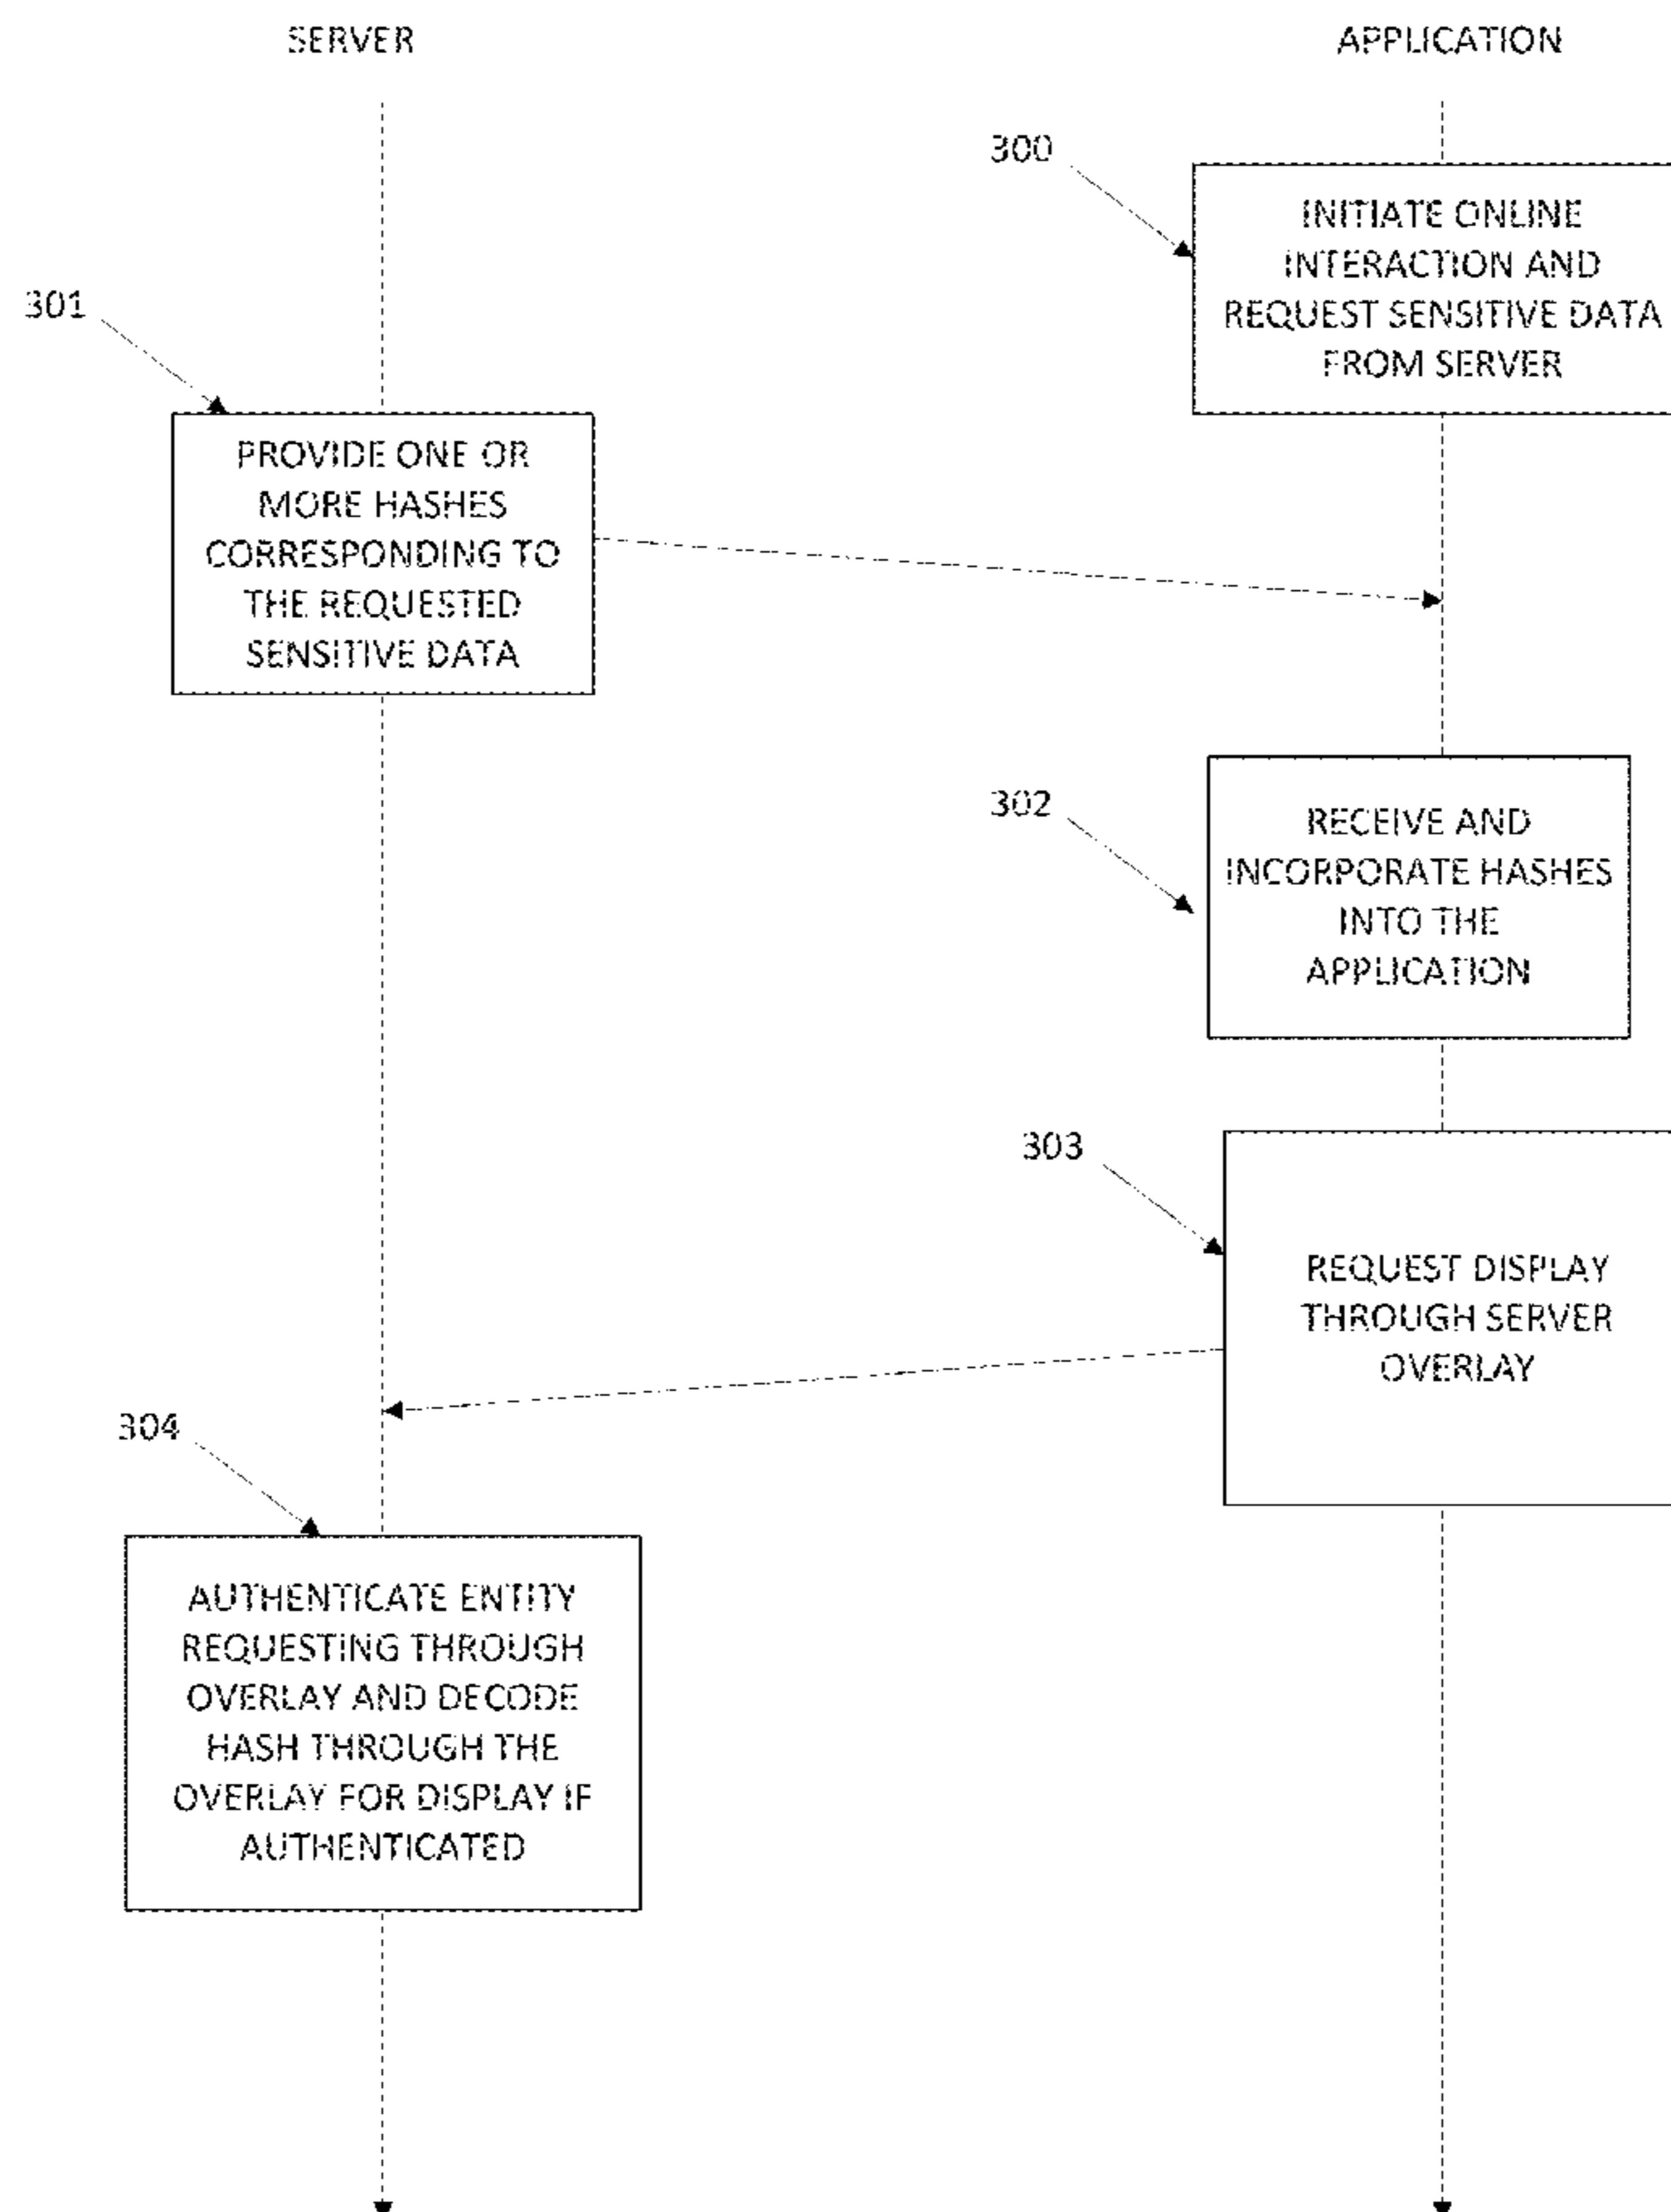 SERVER
APPLICATION
300
INITIATE ONLINE
INTERACTION AND
REQUEST SENSITIVE DATA
FROM SERVER
301
PROVIDE ONE OR
MORE HASHES
CORRESPONDING TO
THE REQUESTED
SENSITIVE DATA
302
RECEIVE AND
INCORPORATE HASHES
INTO THE
APPLICATION
303
REQUEST DISPLAY
THROUGH SERVER
OVERLAY
304
AUTHENTICATE ENTITY
REQUESTING THROUGH
OVERLAY AND DECODE
HASH THROUGH THE
OVERLAY FOR DISPLAY IF
AUTHENTICATED